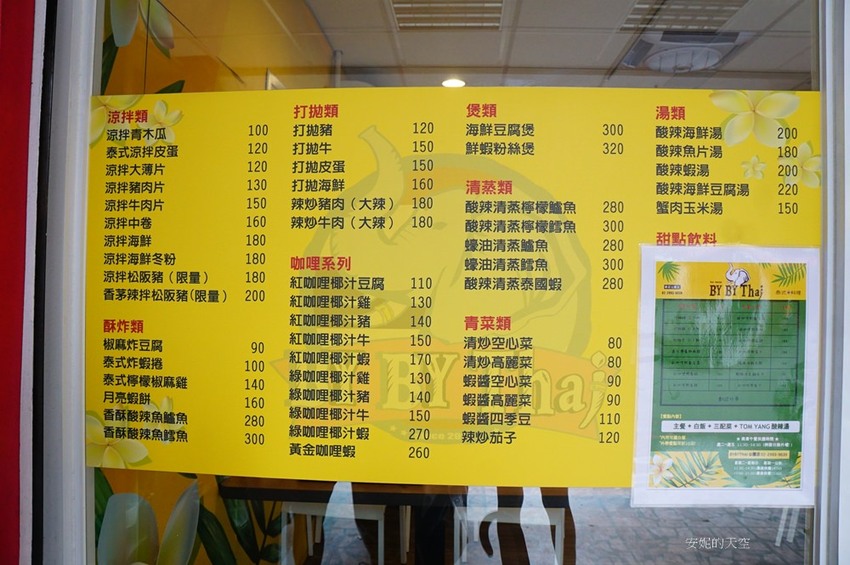 涼拌類
涼拌青木瓜 100
泰式涼拌皮蛋 120
涼拌大薄片 120
涼拌豬肉片 130
涼拌牛肉片 150
涼拌中卷 160
涼拌海鮮 180
涼拌海鮮冬粉 180
涼拌松阪豬(限量) 180
香茅辣拌松阪豬(限量) 200
酥炸類
椒麻炸豆腐 90
泰式炸蝦捲 100
泰式檸檬椒麻雞 140
月亮蝦餅 160
香酥酸辣魚鱸魚 280
香酥酸辣魚鱈魚 300
打拋類
打拋豬 120
打拋牛 150
打拋皮蛋 150
打拋海鮮 160
辣炒豬肉(大辣) 180
辣炒牛肉(大辣) 180
咖哩系列
紅咖哩椰汁豆腐 110
紅咖哩椰汁雞 130
紅咖哩椰汁豬 140
紅咖哩椰汁牛 150
紅咖哩椰汁蝦 170
綠咖哩椰汁雞 130
綠咖哩椰汁豬 140
綠咖哩椰汁牛 150
綠咖哩椰汁蝦 270
黃金咖哩蝦 260
煲類
海鮮豆腐煲 300
鮮蝦粉絲煲 320
清蒸類
酸辣清蒸檸檬鱸魚 280
酸辣清蒸檸檬鱈魚 300
蠔油清蒸鱸魚 280
蠔油清蒸鱈魚 300
酸辣清蒸泰國蝦 280
青菜類
清炒空心菜 80
清炒高麗菜 80
蝦醬空心菜 90
蝦醬高麗菜 90
蝦醬四季豆 110
辣炒茄子 120
湯類
酸辣海鮮湯 200
酸辣魚片湯 180
酸辣蝦湯 200
酸辣海鮮豆腐湯 220
蟹肉玉米湯 150
甜點飲料
BY BY Thai
主餐 + 白飯 + 三配菜 + TOM YANG 酸辣湯
BY Thai
安妮的天空